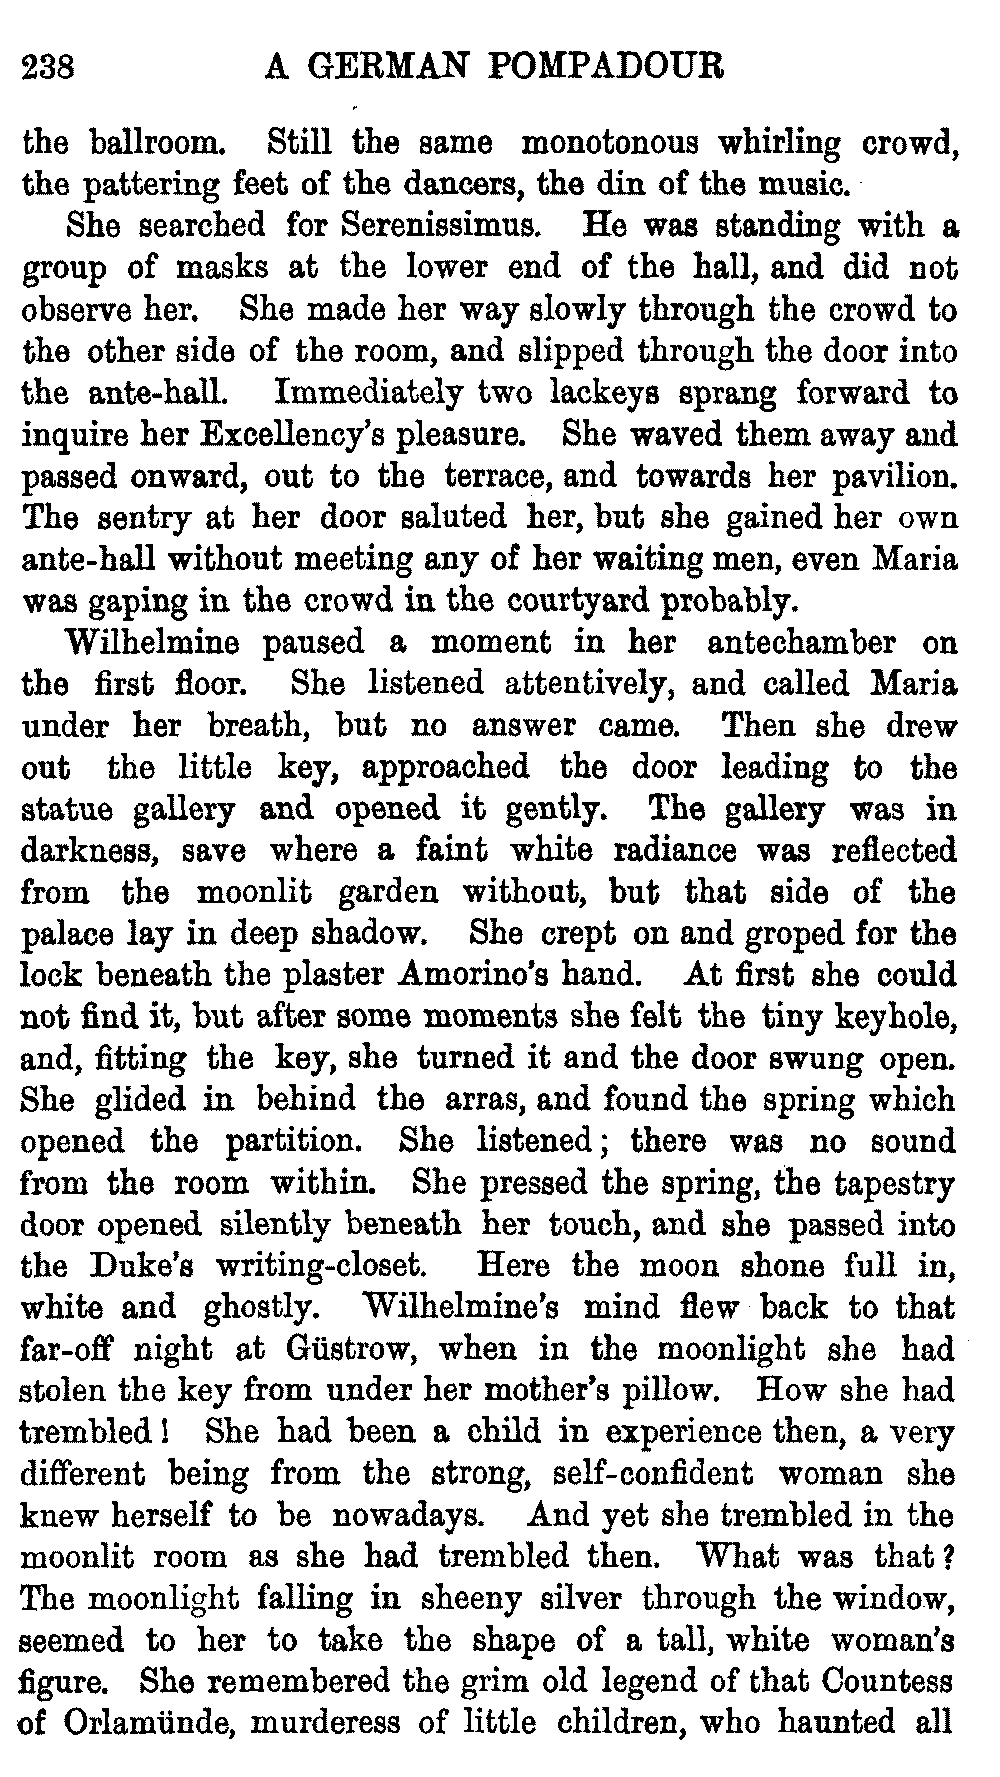 238 A GERMAN POMPADOUR
the ballroom. Still the same monotonous whirling crowd,
the pattering feet of the dancers, the din of the music.
She searched for Serenissimus. He was standing with a
group of masks at the lower end of the hall, and did not
observe her. She made her way slowly through the crowd to
the other side of the room, and slipped through the door into
the ante-hall. Immediately two lackeys sprang forward to
inquire her Excellency's pleasure. She waved them away and
passed onward, out to the terrace, and towards her pavilion.
The sentry at her door saluted her, but she gained her own
ante-hall without meeting any of her waiting men, even Maria
was gaping in the crowd in the courtyard probably.
Wilhelmine paused a moment in her antechamber on
the first floor. She listened attentively, and called Maria
under her breath, but no answer came. Then she drew
out the little key, approached the door leading to the
statue gallery and opened it gently. The gallery was in
darkness, save where a faint white radiance was reflected
from the moonlit garden without, but that side of the
palace lay in deep shadow. She crept on and groped for the
lock beneath the plaster Amorino's hand. At first she could
not find it, but after some moments she felt the tiny keyhole,
and, fitting the key, she turned it and the door swung open.
She glided in behind the arras, and found the spring which
opened the partition. She listened; there was no sound
from the room within. She pressed the spring, the tapestry
door opened silently beneath her touch, and she passed into
the Duke's writing-closet. Here the moon shone full in,
white and ghostly. Wilhelmine's mind flew back to that
far-off night at Güstrow, when in the moonlight she had
stolen the key from under her mother's pillow. How she had
trembled! She had been a child in experience then, a very
different being from the strong, self-confident woman she
knew herself to be nowadays. And yet she trembled in the
moonlit room as she had trembled then. What was that?
The moonlight falling in sheeny silver through the window,
seemed to her to take the shape of a tall, white woman's
figure. She remembered the grim old legend of that Countess
of Orlamünde, murderess of little children, who haunted all